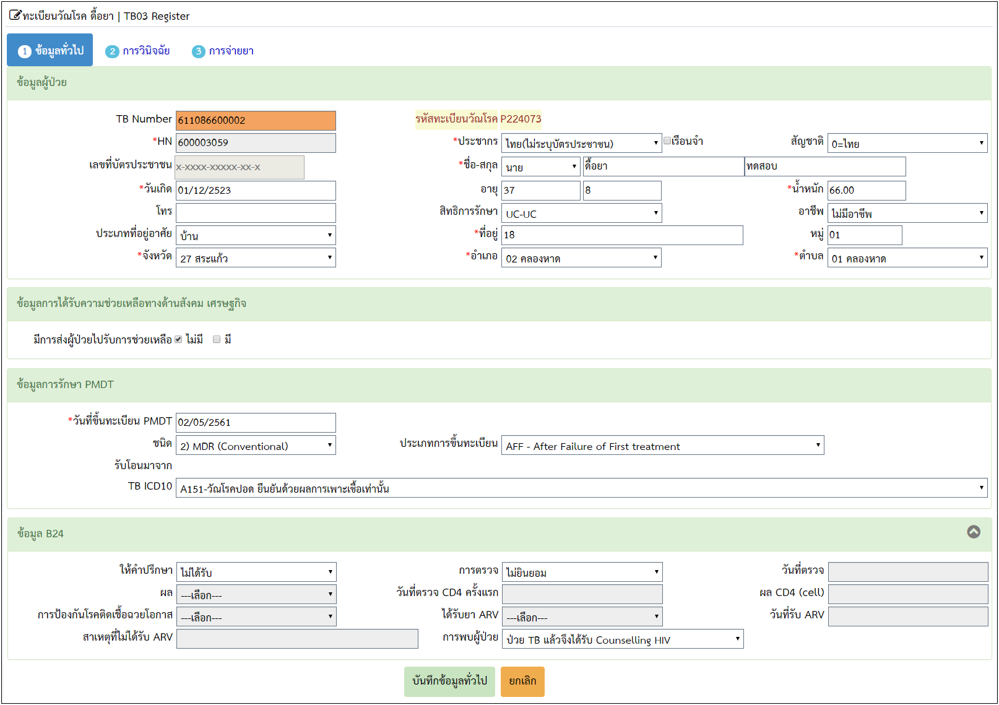 ทะเบียนวัณโรค ดื้อยา | TB03 Register
1 ข้อมูลทั่วไป 2 การวินิจฉัย 3 การจ่ายยา
ข้อมูลผู้ป่วย
TB Number 611086600002 รหัสทะเบียนวัณโรค P224073
*HN 600003059 *ประชากร ไทย(ไม่ระบุบัตรประชาชน) เรือนจำ สัญชาติ 0=ไทย
เลขที่บัตรประชาชน x-xxxx-xxxxx-xx-x *ชื่อ-สกุล นาย ดื้อยา ทดสอบ
*วันเกิด 01/12/2523 อายุ 37 8 *น้ำหนัก 66.00
โทร สิทธิการรักษา UC-UC อาชีพ ไม่มีอาชีพ
ประเภทที่อยู่อาศัย บ้าน *ที่อยู่ 18 หมู่ 01
*จังหวัด 27 สระแก้ว *อำเภอ 02 คลองหาด *ตำบล 01 คลองหาด
ข้อมูลการได้รับความช่วยเหลือทางด้านสังคม เศรษฐกิจ
มีการส่งผู้ป่วยไปรับการช่วยเหลือ ไม่มี มี
ข้อมูลการรักษา PMDT
*วันที่ขึ้นทะเบียน PMDT 02/05/2561
ชนิด 2) MDR (Conventional) ประเภทการขึ้นทะเบียน AFF - After Failure of First treatment
รับโอนมาจาก
TB ICD10 A151-วัณโรคปอด ยืนยันด้วยผลการเพาะเชื้อเท่านั้น
ข้อมูล B24
ให้คำปรึกษา ไม่ได้รับ การตรวจ ไม่ยินยอม วันที่ตรวจ
ผล ---เลือก--- วันที่ตรวจ CD4 ครั้งแรก ผล CD4 (cell)
การป้องกันโรคติดเชื้อฉวยโอกาส ---เลือก--- ได้รับยา ARV ---เลือก--- วันที่รับ ARV
สาเหตุที่ไม่ได้รับ ARV การพบผู้ป่วย ป่วย TB แล้วจึงได้รับ Counselling HIV
บันทึกข้อมูลทั่วไป ยกเลิก